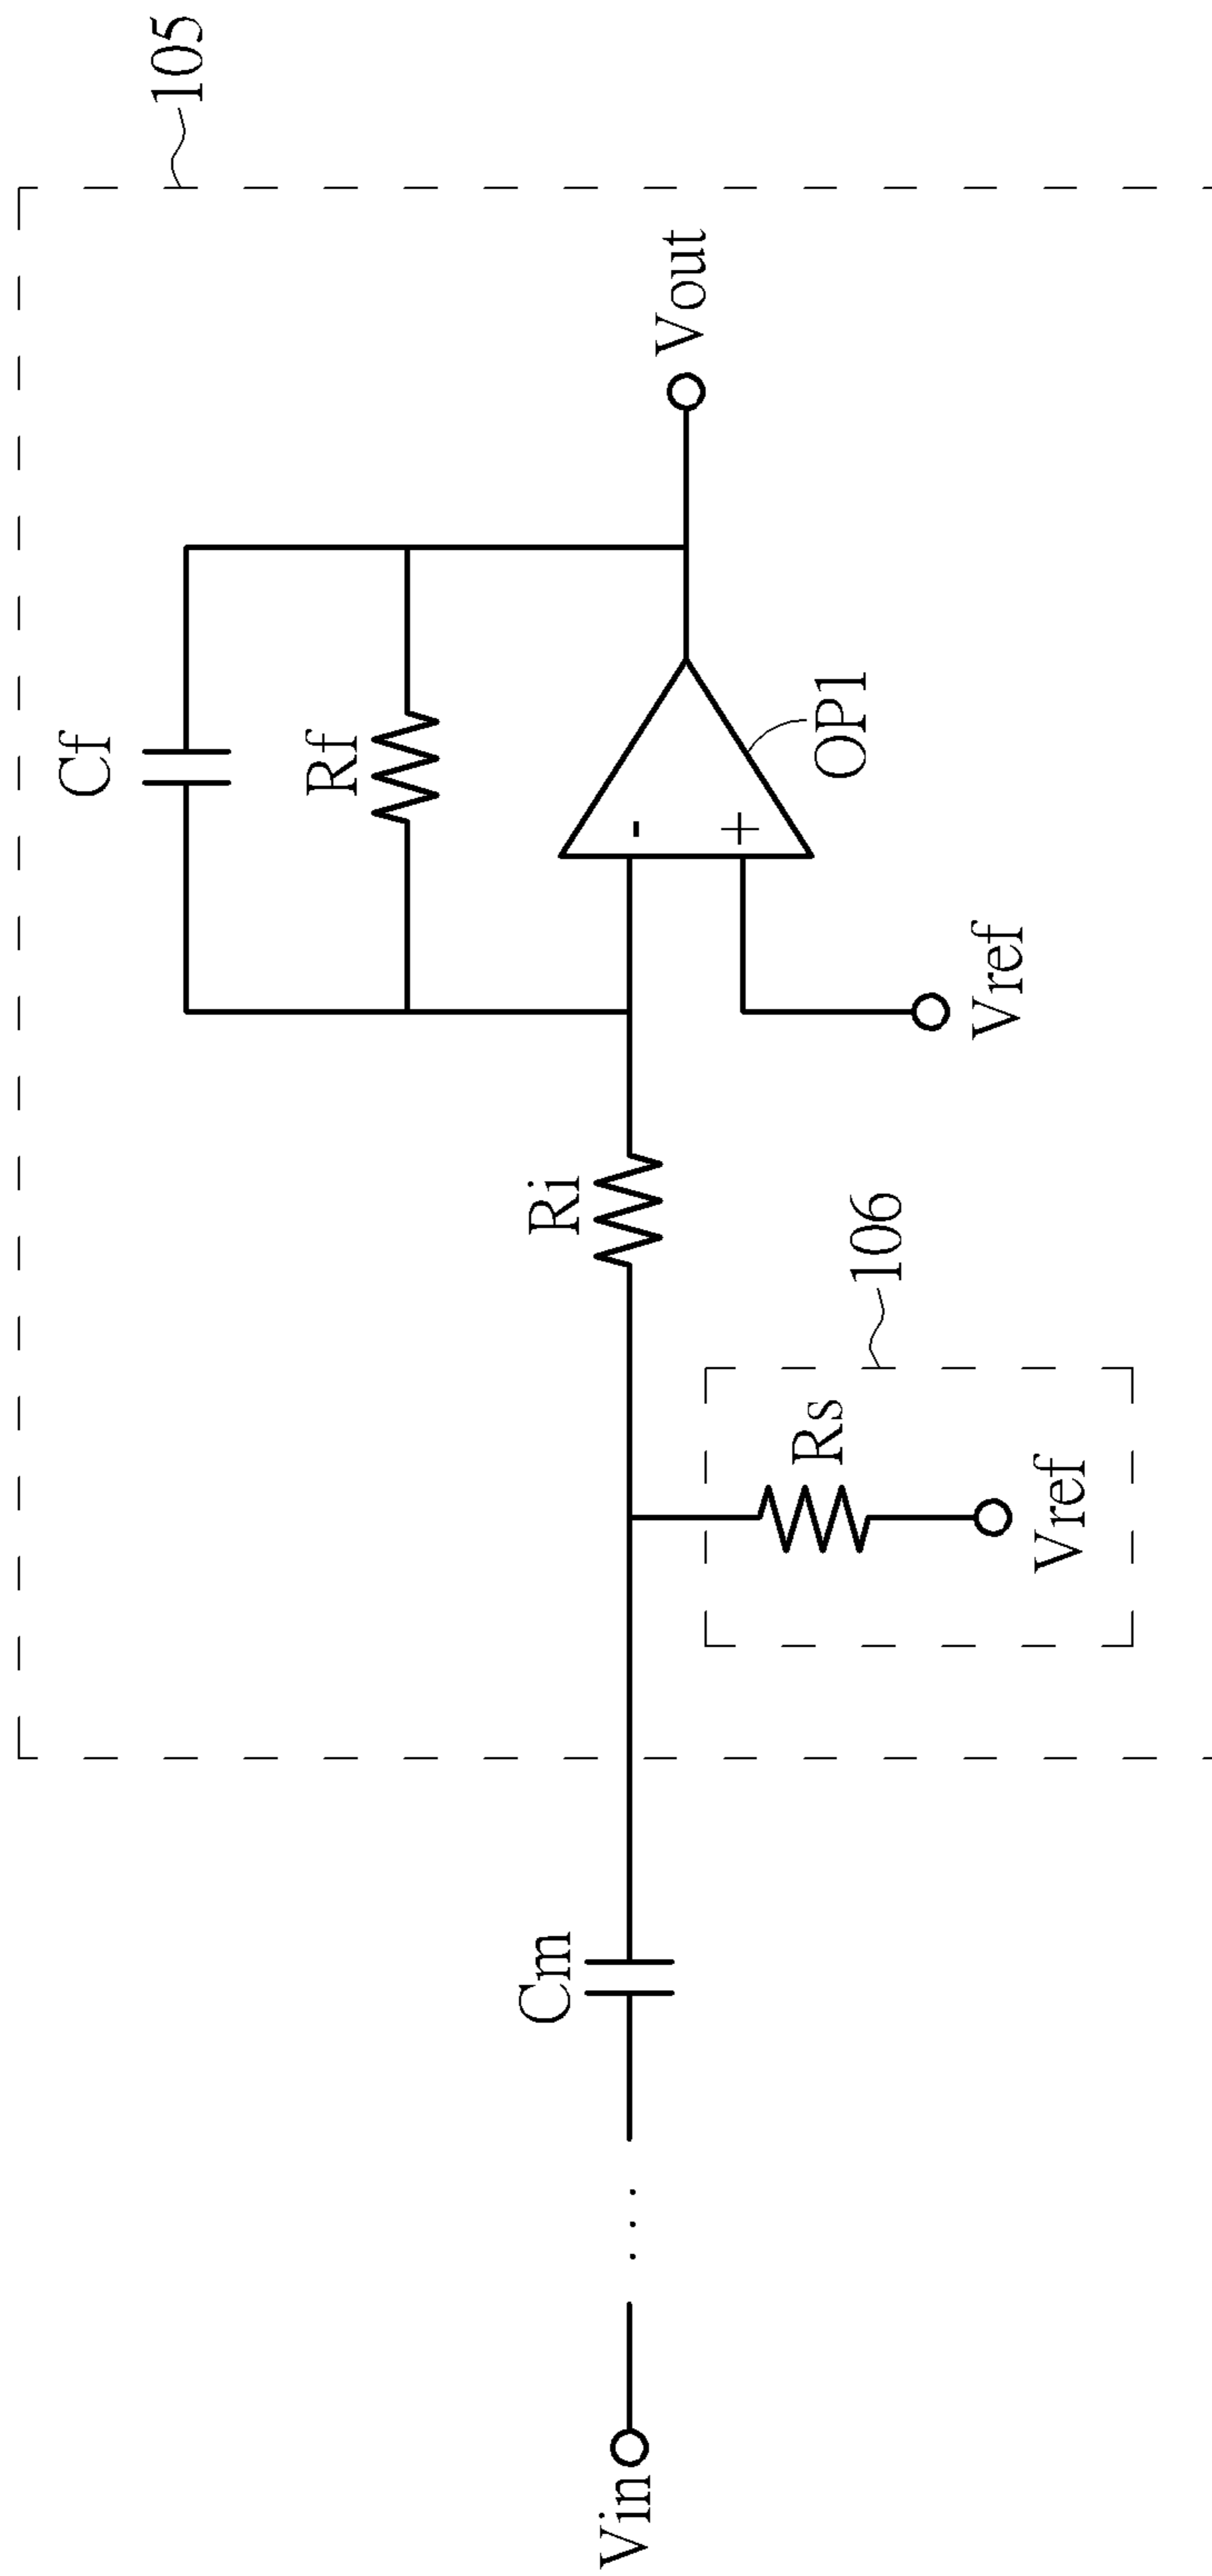 105
Cf
Rf
Vout
-
+
OP1
Vref
Ri
106
Rs
Vref
Cm
...
Vin